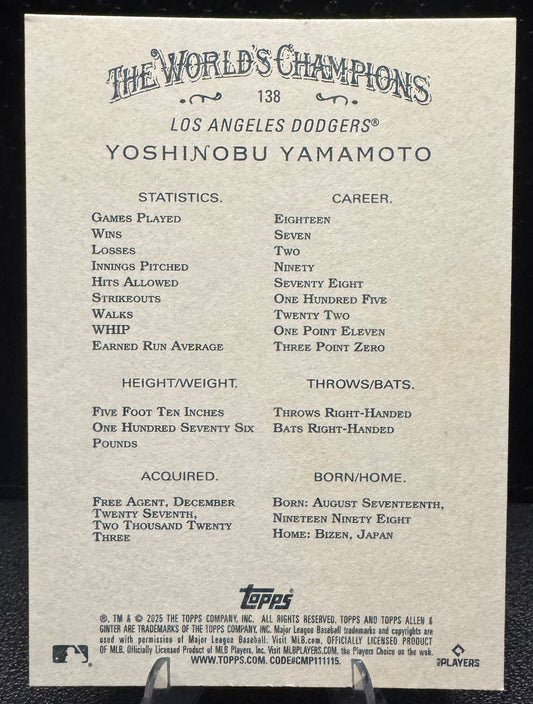 THE WORLD'S CHAMPIONS
138
LOS ANGELES DODGERS®
YOSHINOBU YAMAMOTO
STATISTICS. CAREER.
GAMES PLAYED EIGHTEEN
WINS SEVEN
LOSSES TWO
INNINGS PITCHED NINETY
HITS ALLOWED SEVENTY EIGHT
STRIKEOUTS ONE HUNDRED FIVE
WALKS TWENTY TWO
WHIP ONE POINT ELEVEN
EARNED RUN AVERAGE THREE POINT ZERO
HEIGHT/WEIGHT.
FIVE FOOT TEN INCHES
ONE HUNDRED SEVENTY SIX
POUNDS
THROWS/BATS.
THROWS RIGHT-HANDED
BATS RIGHT-HANDED
ACQUIRED.
FREE AGENT, DECEMBER
TWENTY SEVENTH,
TWO THOUSAND TWENTY
THREE
BORN/HOME.
BORN: AUGUST SEVENTEENTH,
NINETEEN NINETY EIGHT
HOME: BIZEN, JAPAN
topps®
®, TM & © 2025 THE TOPPS COMPANY, INC. ALL RIGHTS RESERVED. TOPPS AND TOPPS ALLEN &
GINTER ARE TRADEMARKS OF THE TOPPS COMPANY, INC. Major League Baseball trademarks and copyrights are
used with permission of Major League Baseball. Visit MLB.com. OFFICIALLY LICENSED PRODUCT
OF MLB. Officially Licensed Product of MLB Players, Inc. Visit MLBPLAYERS.COM, the Players Choice on the web.
WWW.TOPPS.COM. CODE#CMP111115.
MLB PLAYERS